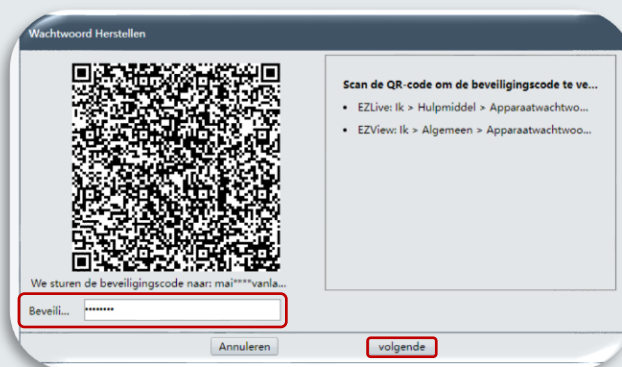 Wachtwoord Herstellen
Scan de QR-code om de beveiligingscode te ve...
• EZLive: Ik > Hulpmiddel > Apparaatwachtwo...
• EZView: Ik > Algemeen > Apparaatwachtwoo...
We sturen de beveiligingscode naar: mai****vanla...
Beveili... ••••••••
Annuleren
volgende